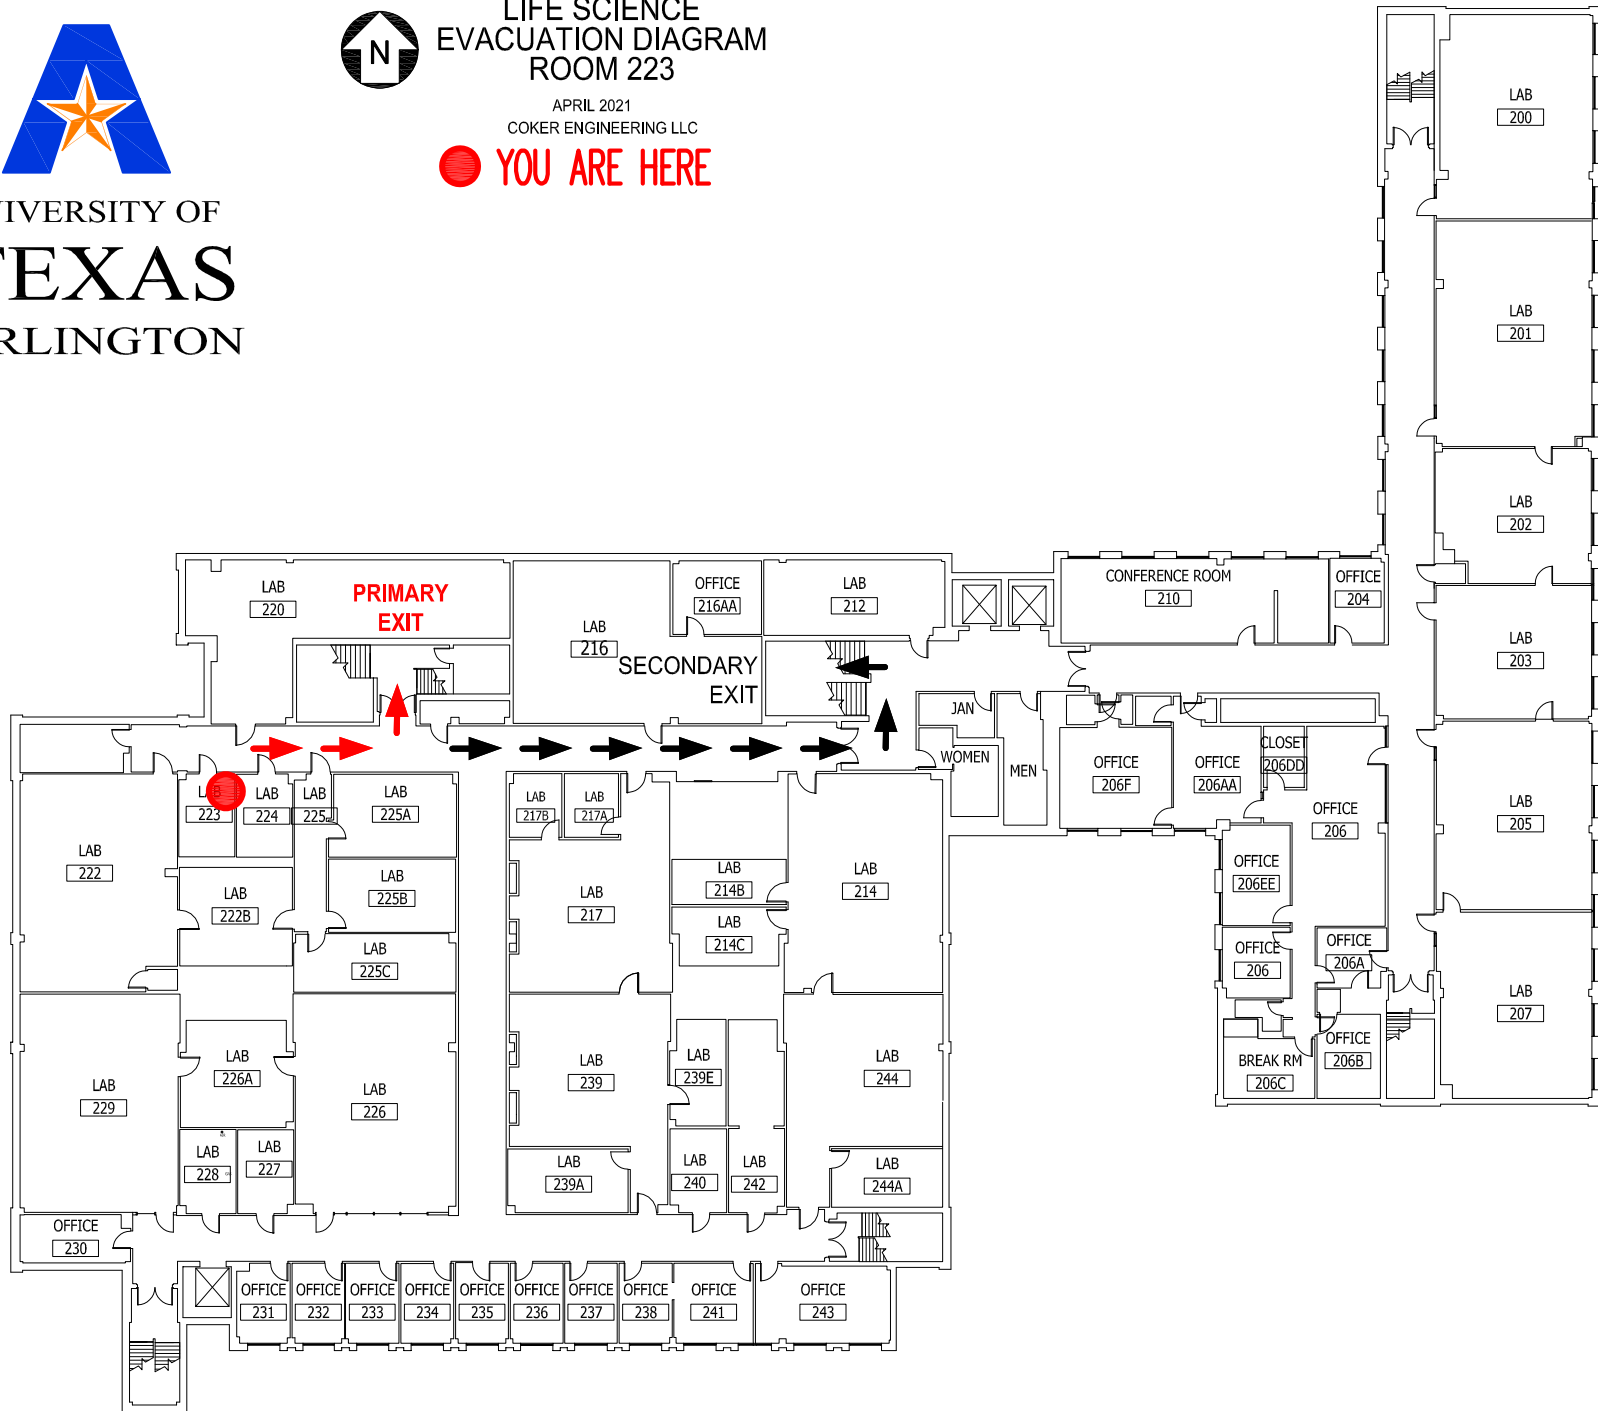 LIFE SCIENCE
EVACUATION DIAGRAM
ROOM 223
N
APRIL 2021
COKER ENGINEERING LLC
YOU ARE HERE
OF
TEXAS
LAB
200
LAB
201
LAB
202
LAB
203
LAB
205
LAB
207
CONFERENCE ROOM
210
OFFICE
204
LAB
220
PRIMARY
EXIT
LAB
216
OFFICE
216AA
LAB
212
SECONDARY
EXIT
JAN
WOMEN
MEN
OFFICE
206F
OFFICE
206AA
CLOSET
206DD
OFFICE
206
OFFICE
206EE
OFFICE
206
OFFICE
206A
OFFICE
206B
BREAK RM
206C
LAB
222
LAB
223
LAB
224
LAB
225
LAB
225A
LAB
225B
LAB
225C
LAB
222B
LAB
217B
LAB
217A
LAB
217
LAB
214B
LAB
214C
LAB
214
LAB
229
LAB
226A
LAB
226
LAB
228
LAB
227
LAB
239
LAB
239E
LAB
244
LAB
239A
LAB
240
LAB
242
LAB
244A
OFFICE
230
OFFICE
231
OFFICE
232
OFFICE
233
OFFICE
234
OFFICE
235
OFFICE
236
OFFICE
237
OFFICE
238
OFFICE
241
OFFICE
243